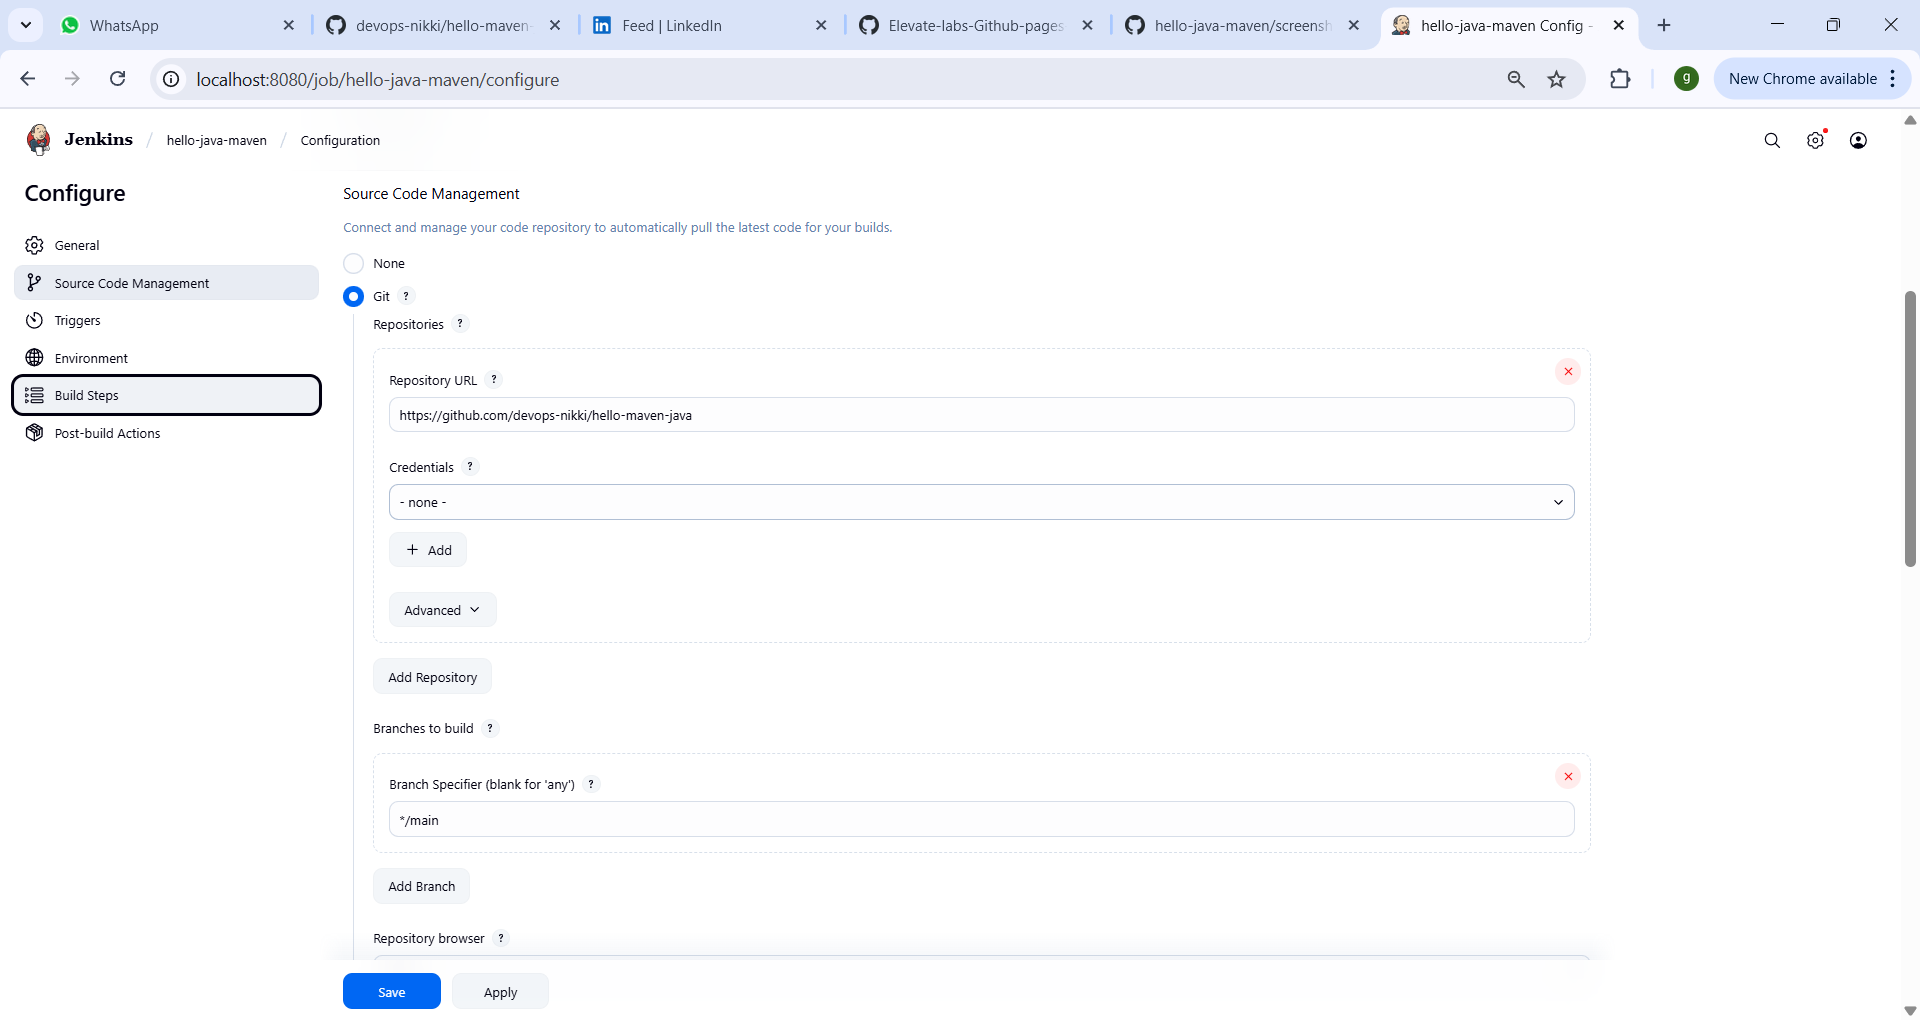 WhatsApp
devops-nikki/hello-maven-
Feed | LinkedIn
Elevate-labs-Github-pages
hello-java-maven/screensh
hello-java-maven Config -
localhost:8080/job/hello-java-maven/configure
g
New Chrome available
Jenkins / hello-java-maven / Configuration
Configure
General
Source Code Management
Triggers
Environment
Build Steps
Post-build Actions
Source Code Management
Connect and manage your code repository to automatically pull the latest code for your builds.
None
Git ?
Repositories ?
Repository URL ?
https://github.com/devops-nikki/hello-maven-java
Credentials ?
- none -
+ Add
Advanced
Add Repository
Branches to build ?
Branch Specifier (blank for 'any') ?
*/main
Add Branch
Repository browser ?
Save
Apply